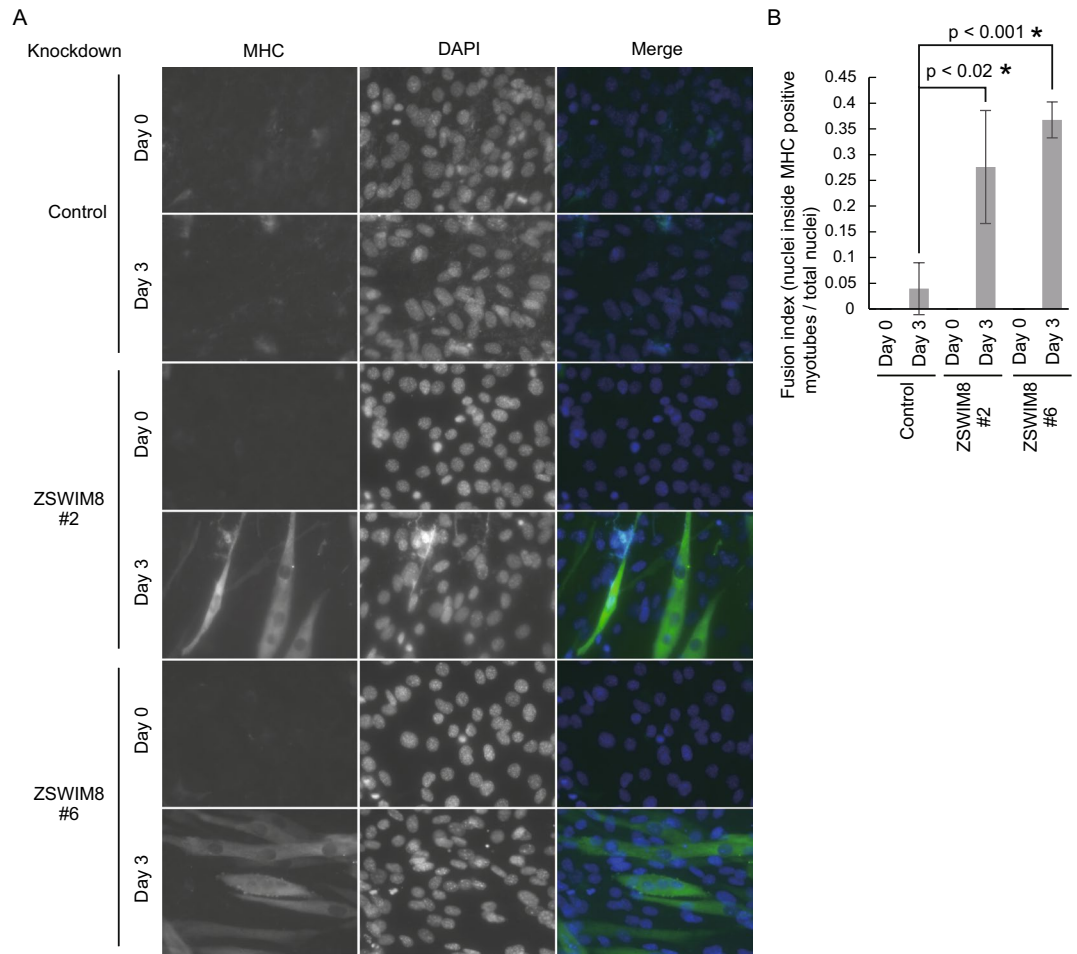 A
Knockdown
MHC
DAPI
Merge
Control
Day 0
Day 3
ZSWIM8
#2
Day 0
Day 3
ZSWIM8
#6
Day 0
Day 3
B
p < 0.001 *
p < 0.02 *
Fusion index (nuclei inside MHC positive
myotubes / total nuclei)
0.45
0.4
0.35
0.3
0.25
0.2
0.15
0.1
0.05
0
Day 0
Day 3
Day 0
Day 3
Day 0
Day 3
Control
ZSWIM8
#2
ZSWIM8
#6